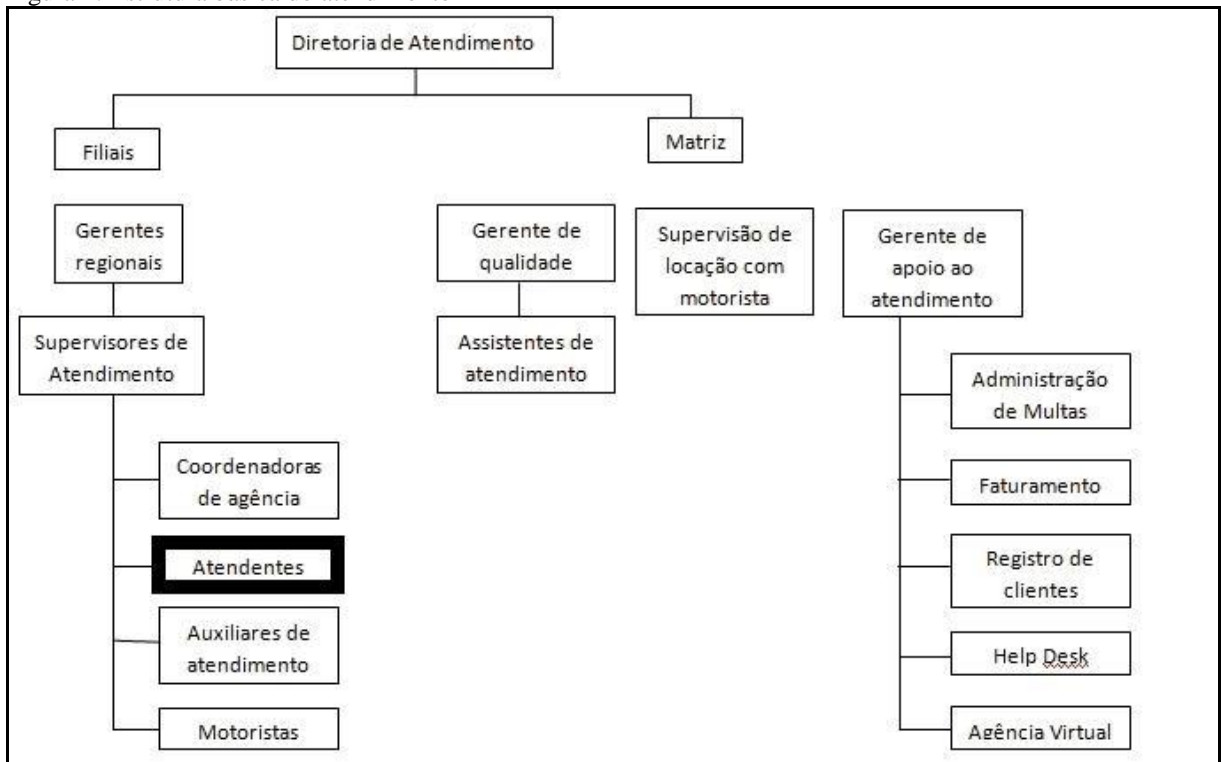 Diretoria de Atendimento
Filiais
Matriz
Gerentes
regionais
Gerente de
qualidade
Supervisão de
locação com
motorista
Gerente de
apoio ao
atendimento
Supervisores de
Atendimento
Assistentes de
atendimento
Administração
de Multas
Coordenadoras
de agência
Faturamento
Atendentes
Registro de
clientes
Auxiliares de
atendimento
Help Desk
Motoristas
Agência Virtual